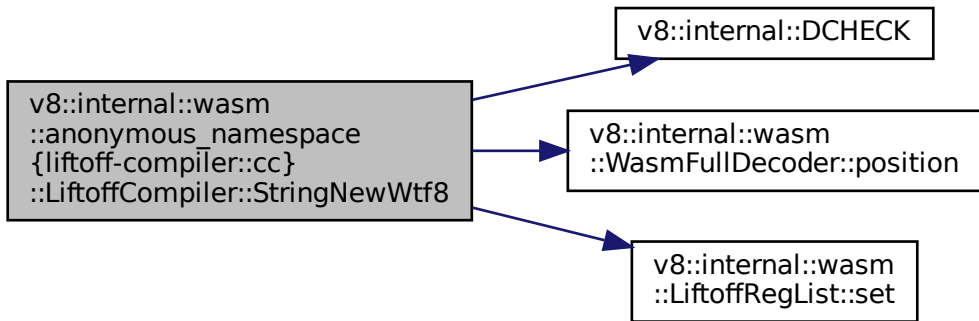 v8::internal::wasm
::anonymous_namespace
{liftoff-compiler::cc}
::LiftoffCompiler::StringNewWtf8
v8::internal::DCHECK
v8::internal::wasm
::WasmFullDecoder::position
v8::internal::wasm
::LiftoffRegList::set